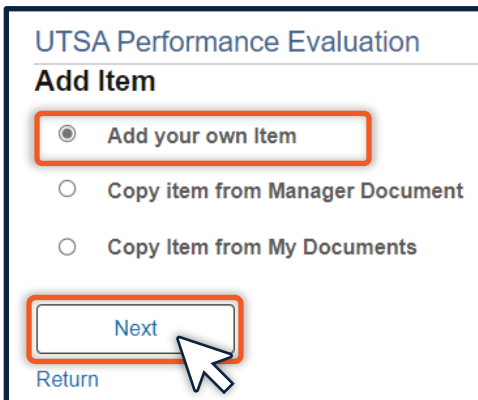 UTSA Performance Evaluation
Add Item
Add your own Item
Copy item from Manager Document
Copy Item from My Documents
Next
Return